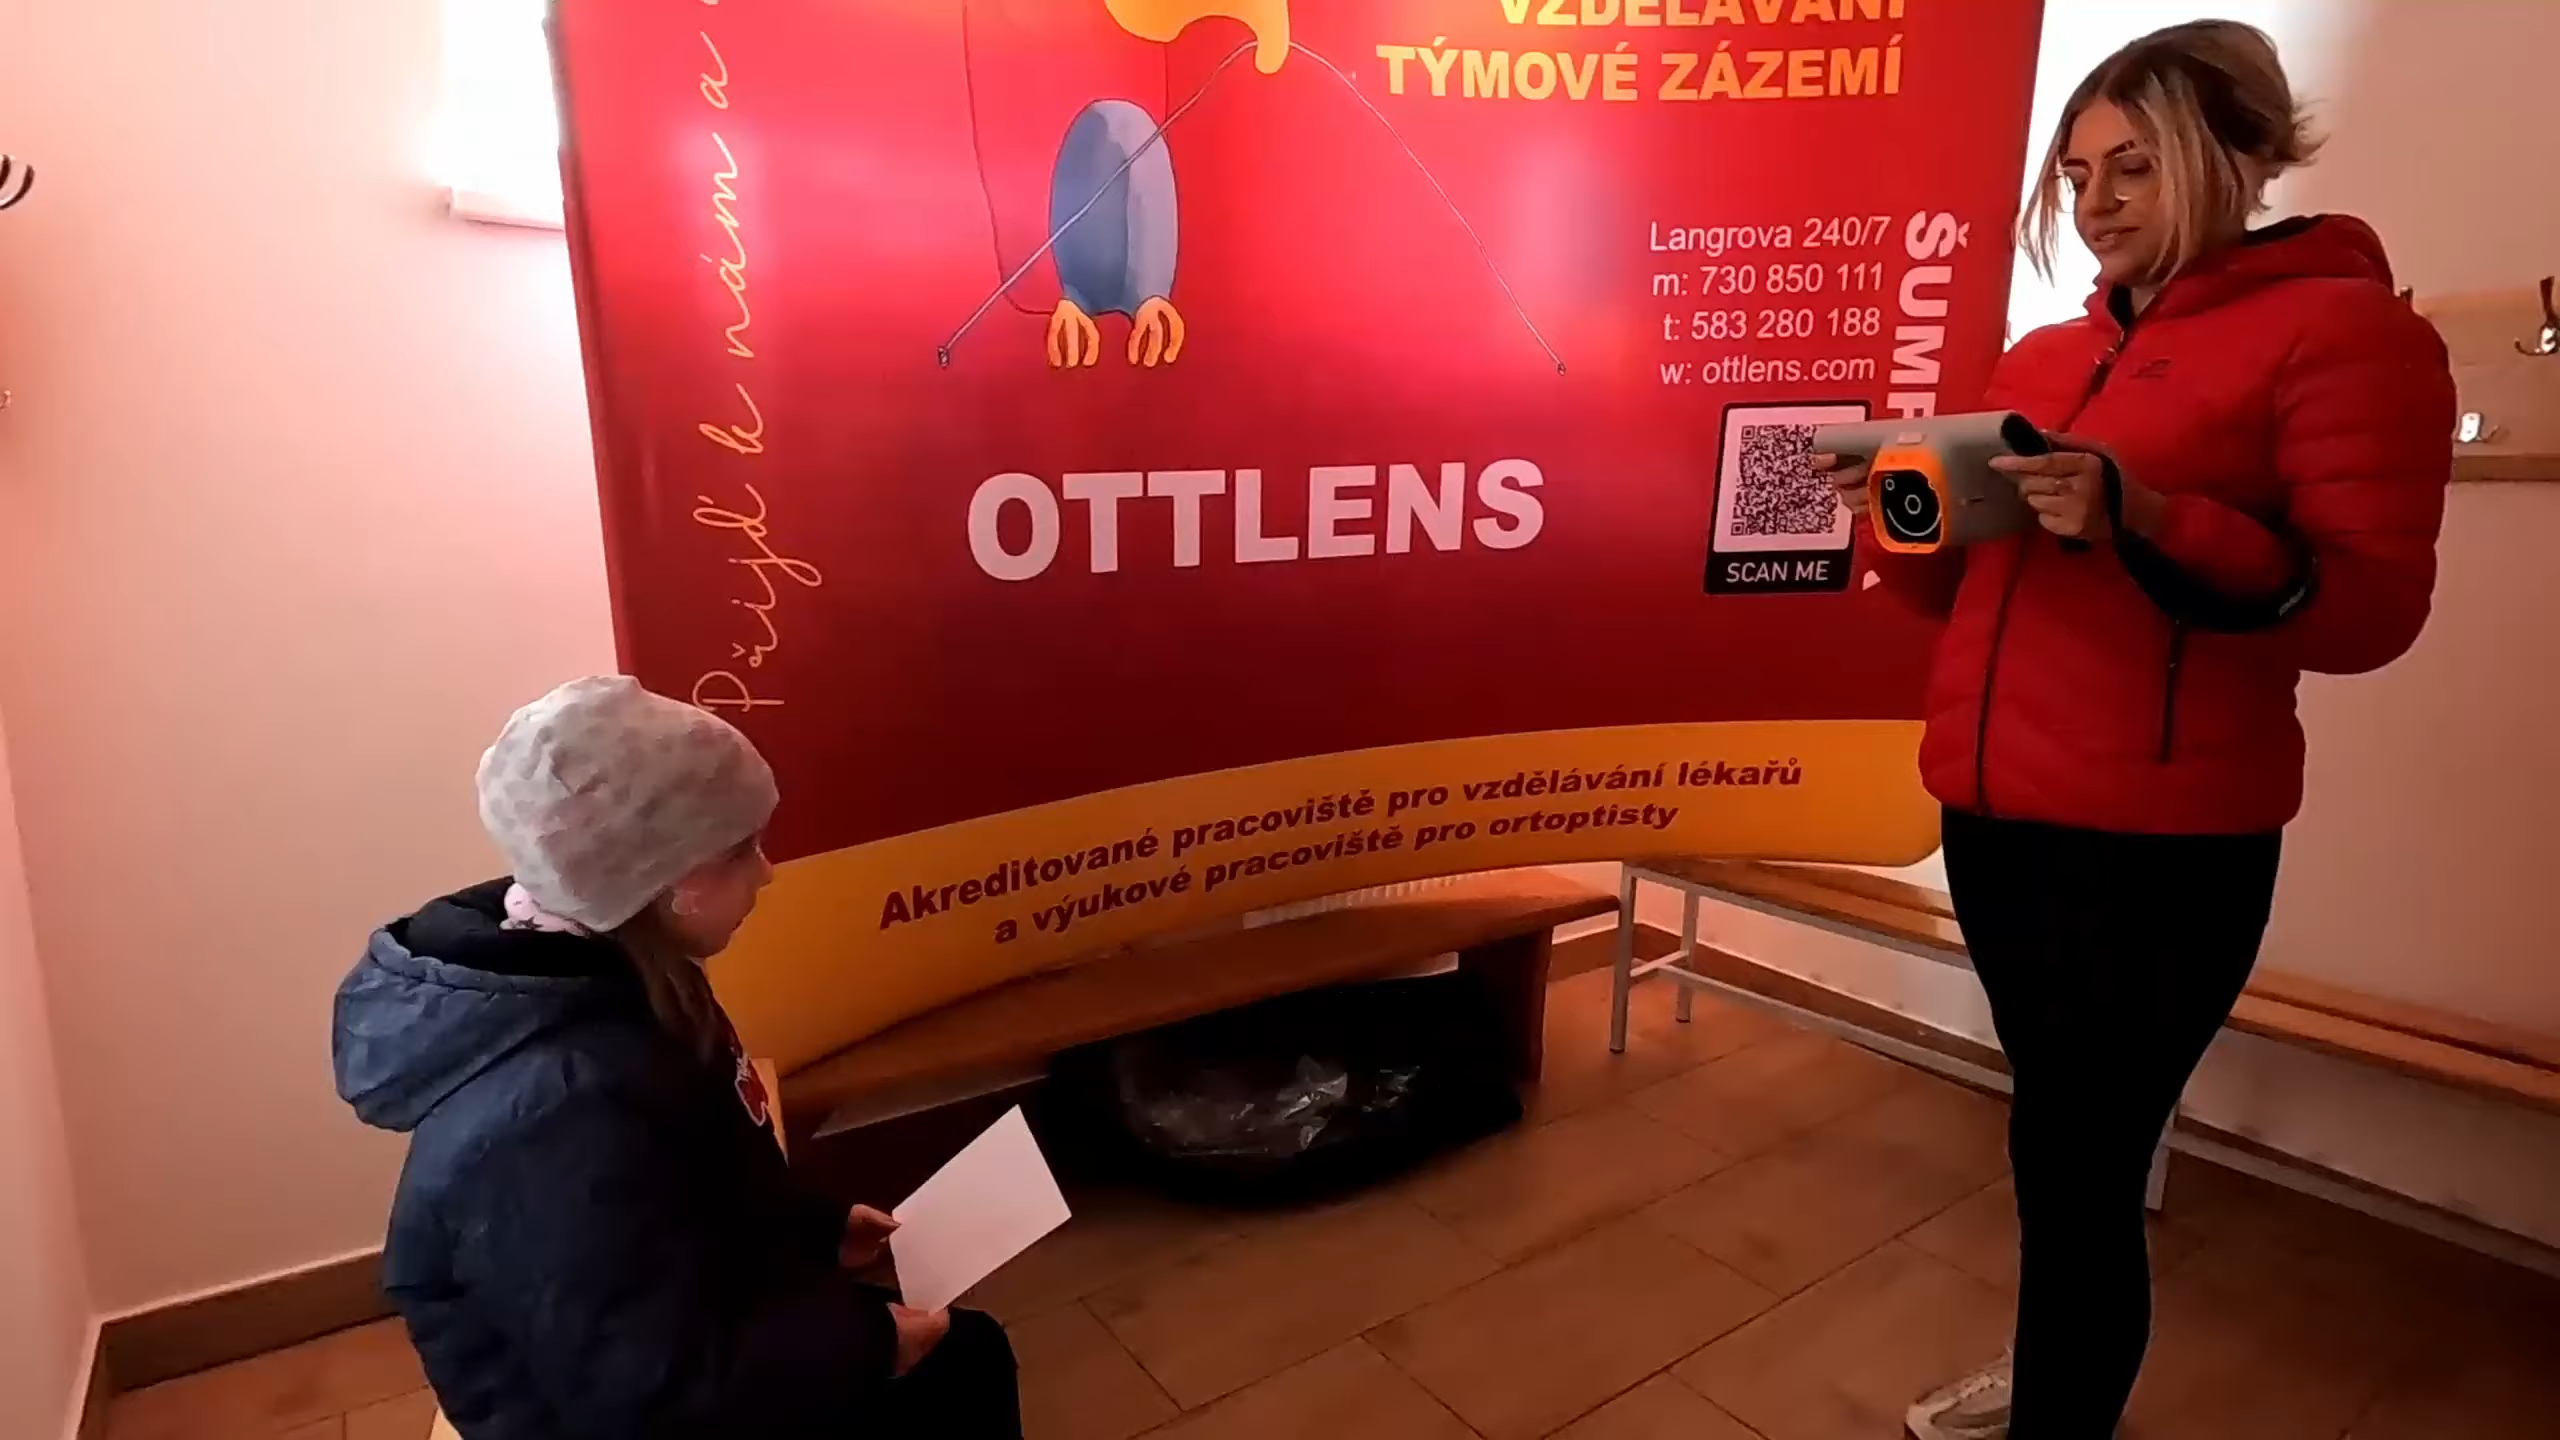 VZDĚLÁVÁNÍ
TÝMOVÉ ZÁZEMÍ
Přijď k nám a
Langrova 240/7
m: 730 850 111
t: 583 280 188
w: ottlens.com
OTTLENS
SCAN ME
Akreditované pracoviště pro vzdělávání lékařů
a výukové pracoviště pro ortoptisty